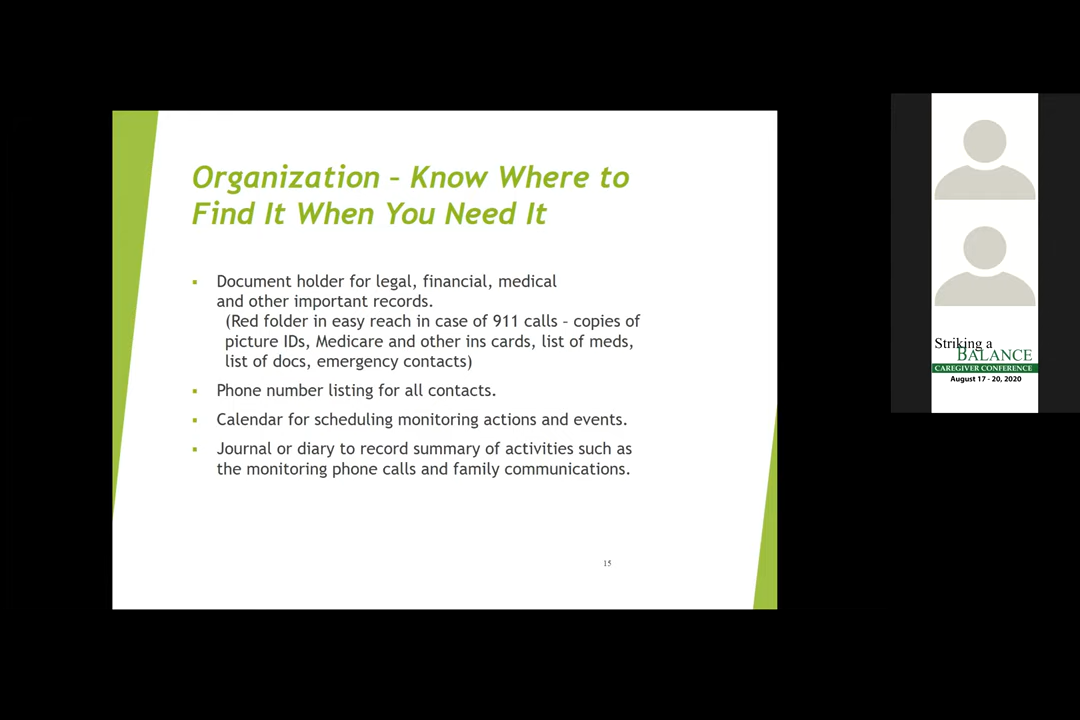 Organization – Know Where to
Find It When You Need It
Document holder for legal, financial, medical
and other important records.
(Red folder in easy reach in case of 911 calls – copies of
picture IDs, Medicare and other ins cards, list of meds,
list of docs, emergency contacts)
Phone number listing for all contacts.
Calendar for scheduling monitoring actions and events.
Journal or diary to record summary of activities such as
the monitoring phone calls and family communications.
15
Striking a
BALANCE
CAREGIVER CONFERENCE
August 17 - 20, 2020